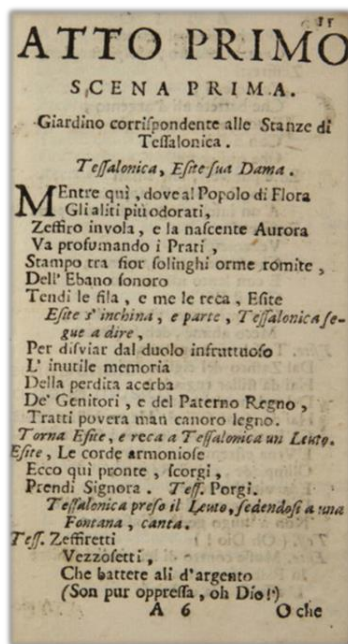 11
ATTO PRIMO
SCENA PRIMA.
Giardino corrispondente alle Stanze di
Tessalonica.
Tessalonica, Esite sua Dama.
MEntre quì, dove al Popolo di Flora
Gli aliti più odorati,
Zeffiro invola, e la nascente Aurora
Va profumando i Prati,
Stampo tra fior solinghi orme romite,
Dell' Ebano sonoro
Tendi le fila, e me le reca, Esite
Esite s' inchina, e parte, Tessalonica se-
gue a dire,
Per disviar dal duolo infruttuoso
L' inutile memoria
Della perdita acerba
De' Genitori, e del Paterno Regno,
Tratti povera man canoro legno.
Torna Esite, e reca a Tessalonica un Leuto.
Esite, Le corde armoniose
Ecco quì pronte, scorgi,
Prendi Signora. Tess. Porgi.
Tessalonica preso il Leuto, sedendosi a una
Fontana, canta.
Tess. Zeffiretti
Vezzosetti,
Che battete ali d'argento
(Son pur oppressa, oh Dio!)
A 6 O che